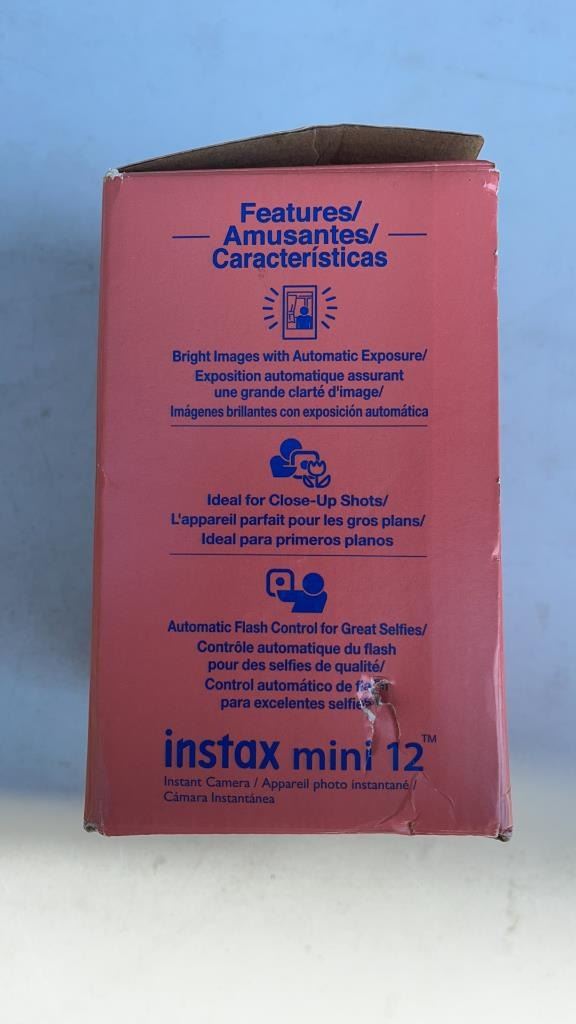 Features/
Amusantes/
Características
Bright Images with Automatic Exposure/
Exposition automatique assurant
une grande clarté d'image/
Imágenes brillantes con exposición automática
Ideal for Close-Up Shots/
L'appareil parfait pour les gros plans/
Ideal para primeros planos
Automatic Flash Control for Great Selfies/
Contrôle automatique du flash
pour des selfies de qualité/
Control automático de
para excelentes selfies
instax mini 12™
Instant Camera / Appareil photo instantané /
Cámara Instantánea